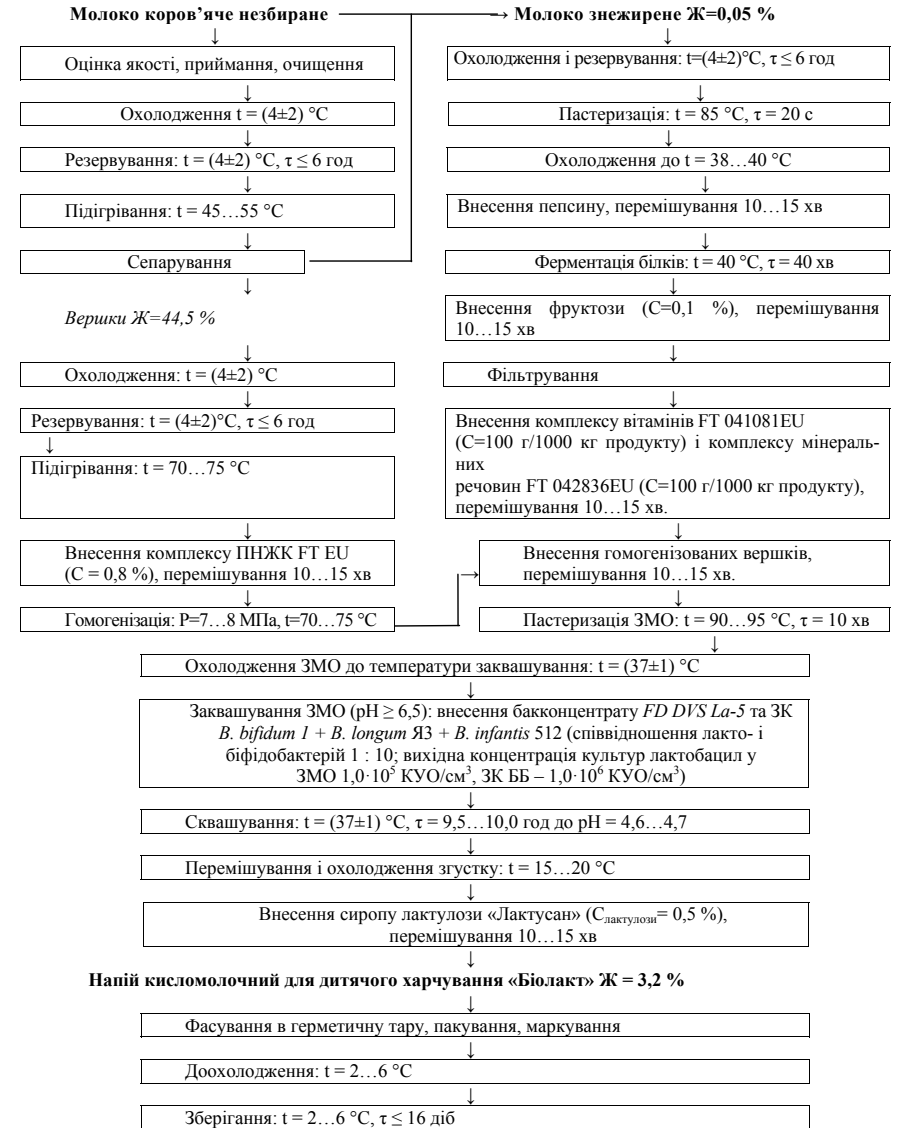 Молоко коров’яче незбиране → Молоко знежирене Ж=0,05 %
↓
Оцінка якості, приймання, очищення
↓
Охолодження t = (4±2) °С
↓
Резервування: t = (4±2) °С, τ ≤ 6 год
↓
Підігрівання: t = 45…55 °С
↓
Сепарування
↓
Вершки Ж=44,5 %
↓
Охолодження: t = (4±2) °С
↓
Резервування: t = (4±2)°С, τ ≤ 6 год
↓
Підігрівання: t = 70…75 °С
↓
Внесення комплексу ПНЖК FT EU
(С = 0,8 %), перемішування 10…15 хв
↓
Гомогенізація: Р=7…8 МПа, t=70…75 °С
↓
Охолодження і резервування: t=(4±2)°С, τ ≤ 6 год
↓
Пастеризація: t = 85 °С, τ = 20 с
↓
Охолодження до t = 38…40 °С
↓
Внесення пепсину, перемішування 10…15 хв
↓
Ферментація білків: t = 40 °С, τ = 40 хв
↓
Внесення фруктози (С=0,1 %), перемішування
10…15 хв
↓
Фільтрування
↓
Внесення комплексу вітамінів FT 041081EU
(С=100 г/1000 кг продукту) і комплексу мінераль-
них
речовин FT 042836EU (С=100 г/1000 кг продукту),
перемішування 10…15 хв.
↓
Внесення гомогенізованих вершків,
перемішування 10…15 хв.
↓
Пастеризація ЗМО: t = 90…95 °С, τ = 10 хв
↓
Охолодження ЗМО до температури заквашування: t = (37±1) °С
↓
Заквашування ЗМО (рН ≥ 6,5): внесення бакконцентрату FD DVS La-5 та ЗК
B. bifidum 1 + B. longum ЯЗ + B. infantis 512 (співвідношення лакто- і
біфідобактерій 1 : 10; вихідна концентрація культур лактобацил у
ЗМО 1,0·10⁵ КУО/см³, ЗК ББ – 1,0·10⁶ КУО/см³)
↓
Сквашування: t = (37±1) °С, τ = 9,5…10,0 год до рН = 4,6…4,7
↓
Перемішування і охолодження згустку: t = 15…20 °С
↓
Внесення сиропу лактулози «Лактусан» (Слактулози= 0,5 %),
перемішування 10…15 хв
↓
Напій кисломолочний для дитячого харчування «Біолакт» Ж = 3,2 %
↓
Фасування в герметичну тару, пакування, маркування
↓
Доохолодження: t = 2…6 °С
↓
Зберігання: t = 2…6 °С, τ ≤ 16 діб